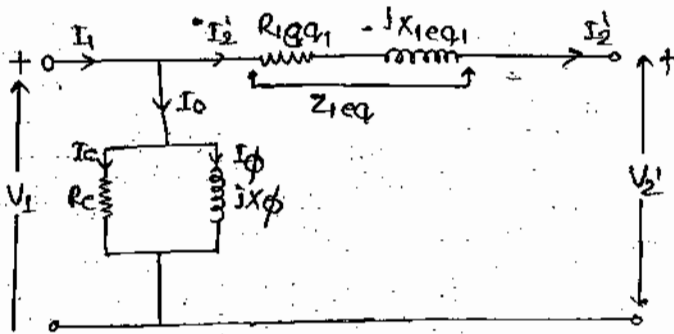 I₁ I₂' R₁eq₁ jX₁eq₁ I₂'
+ +
Z₁eq
I₀
Ic Iϕ
V₁ Rc jXϕ V₂'